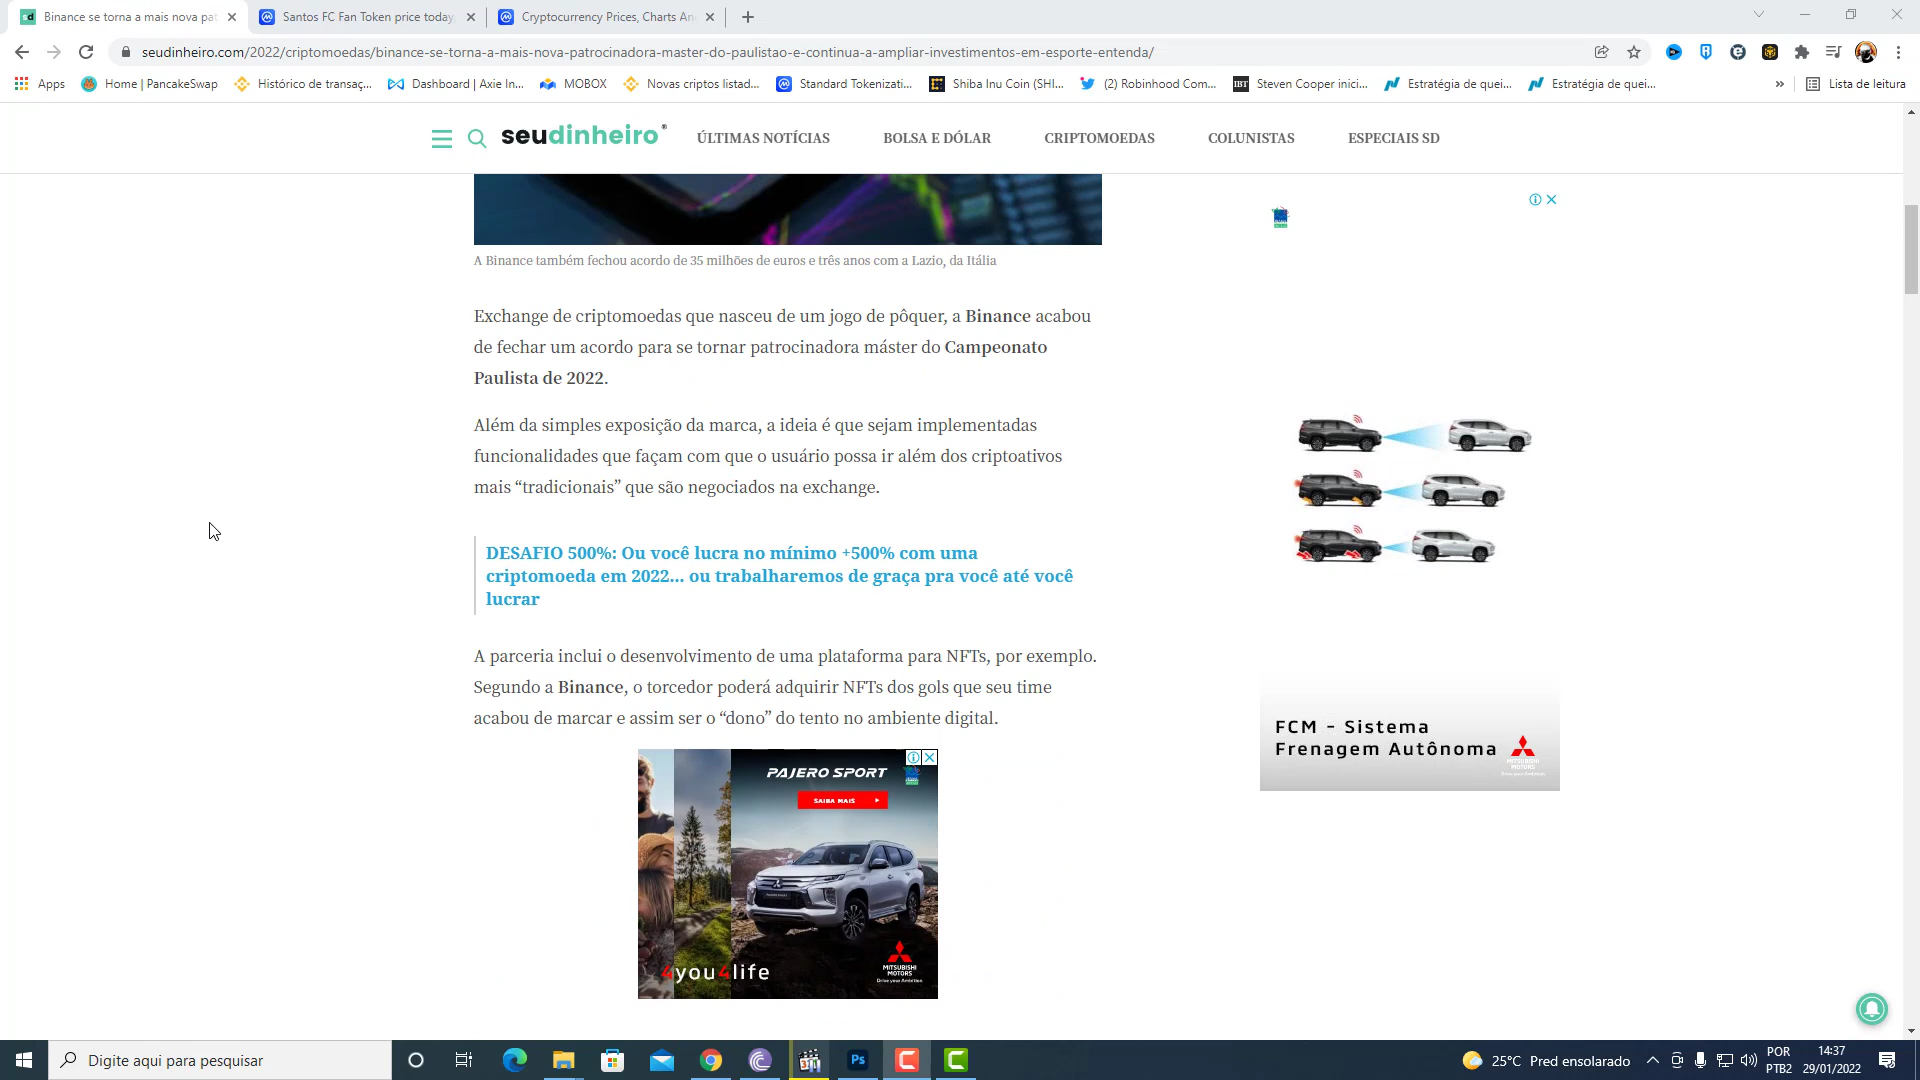 Binance se torna a mais nova pat
Santos FC Fan Token price today,
Cryptocurrency Prices, Charts An
seudinheiro.com/2022/criptomoedas/binance-se-torna-a-mais-nova-patrocinadora-master-do-paulistao-e-continua-a-ampliar-investimentos-em-esporte-entenda/
Apps
Home | PancakeSwap
Histórico de transaç...
Dashboard | Axie In...
MOBOX
Novas criptos listad...
Standard Tokenizati...
Shiba Inu Coin (SHI...
(2) Robinhood Com...
IBT
Steven Cooper inici...
Estratégia de quei...
Estratégia de quei...
»
Lista de leitura
seudinheiro®
ÚLTIMAS NOTÍCIAS
BOLSA E DÓLAR
CRIPTOMOEDAS
COLUNISTAS
ESPECIAIS SD
A Binance também fechou acordo de 35 milhões de euros e três anos com a Lazio, da Itália
Exchange de criptomoedas que nasceu de um jogo de pôquer, a Binance acabou
de fechar um acordo para se tornar patrocinadora máster do Campeonato
Paulista de 2022.
Além da simples exposição da marca, a ideia é que sejam implementadas
funcionalidades que façam com que o usuário possa ir além dos criptoativos
mais “tradicionais” que são negociados na exchange.
DESAFIO 500%: Ou você lucra no mínimo +500% com uma
criptomoeda em 2022... ou trabalharemos de graça pra você até você
lucrar
A parceria inclui o desenvolvimento de uma plataforma para NFTs, por exemplo.
Segundo a Binance, o torcedor poderá adquirir NFTs dos gols que seu time
acabou de marcar e assim ser o “dono” do tento no ambiente digital.
PAJERO SPORT
SAIBA MAIS
4you4life
MITSUBISHI
MOTORS
Drive your Ambition
FCM - Sistema
Frenagem Autônoma
MITSUBISHI
MOTORS
Drive your Ambition
Digite aqui para pesquisar
Ps
25°C Pred ensolarado
POR
PTB2
14:37
29/01/2022